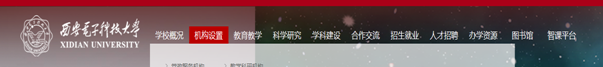 西安电子科技大学
XIDIAN UNIVERSITY
学校概况 机构设置 教育教学 科学研究 学科建设 合作交流 招生就业 人才招聘 办学资源 图书馆 智课平台